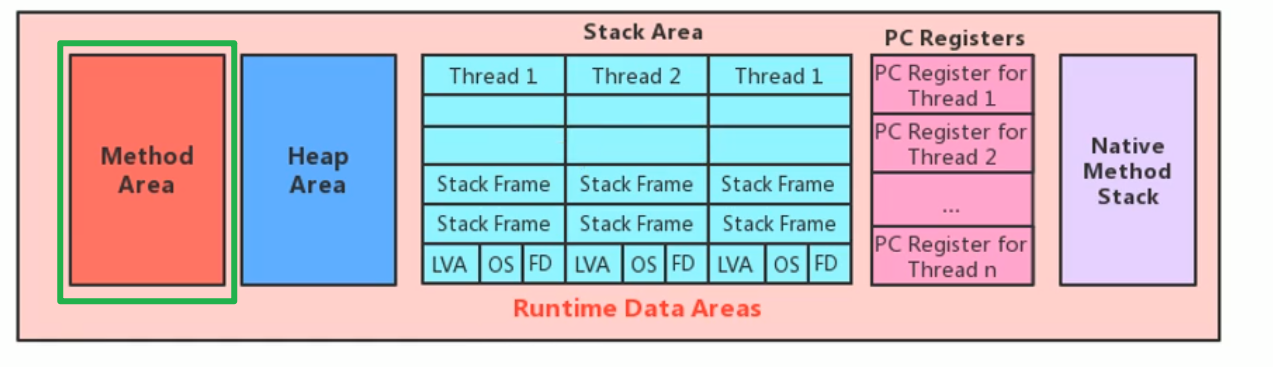 Stack Area
PC Registers
Method
Area
Heap
Area
Thread 1 Thread 2 Thread 1
Stack Frame Stack Frame Stack Frame
Stack Frame Stack Frame Stack Frame
LVA OS FD LVA OS FD LVA OS FD
PC Register for
Thread 1
PC Register for
Thread 2
...
PC Register for
Thread n
Native
Method
Stack
Runtime Data Areas